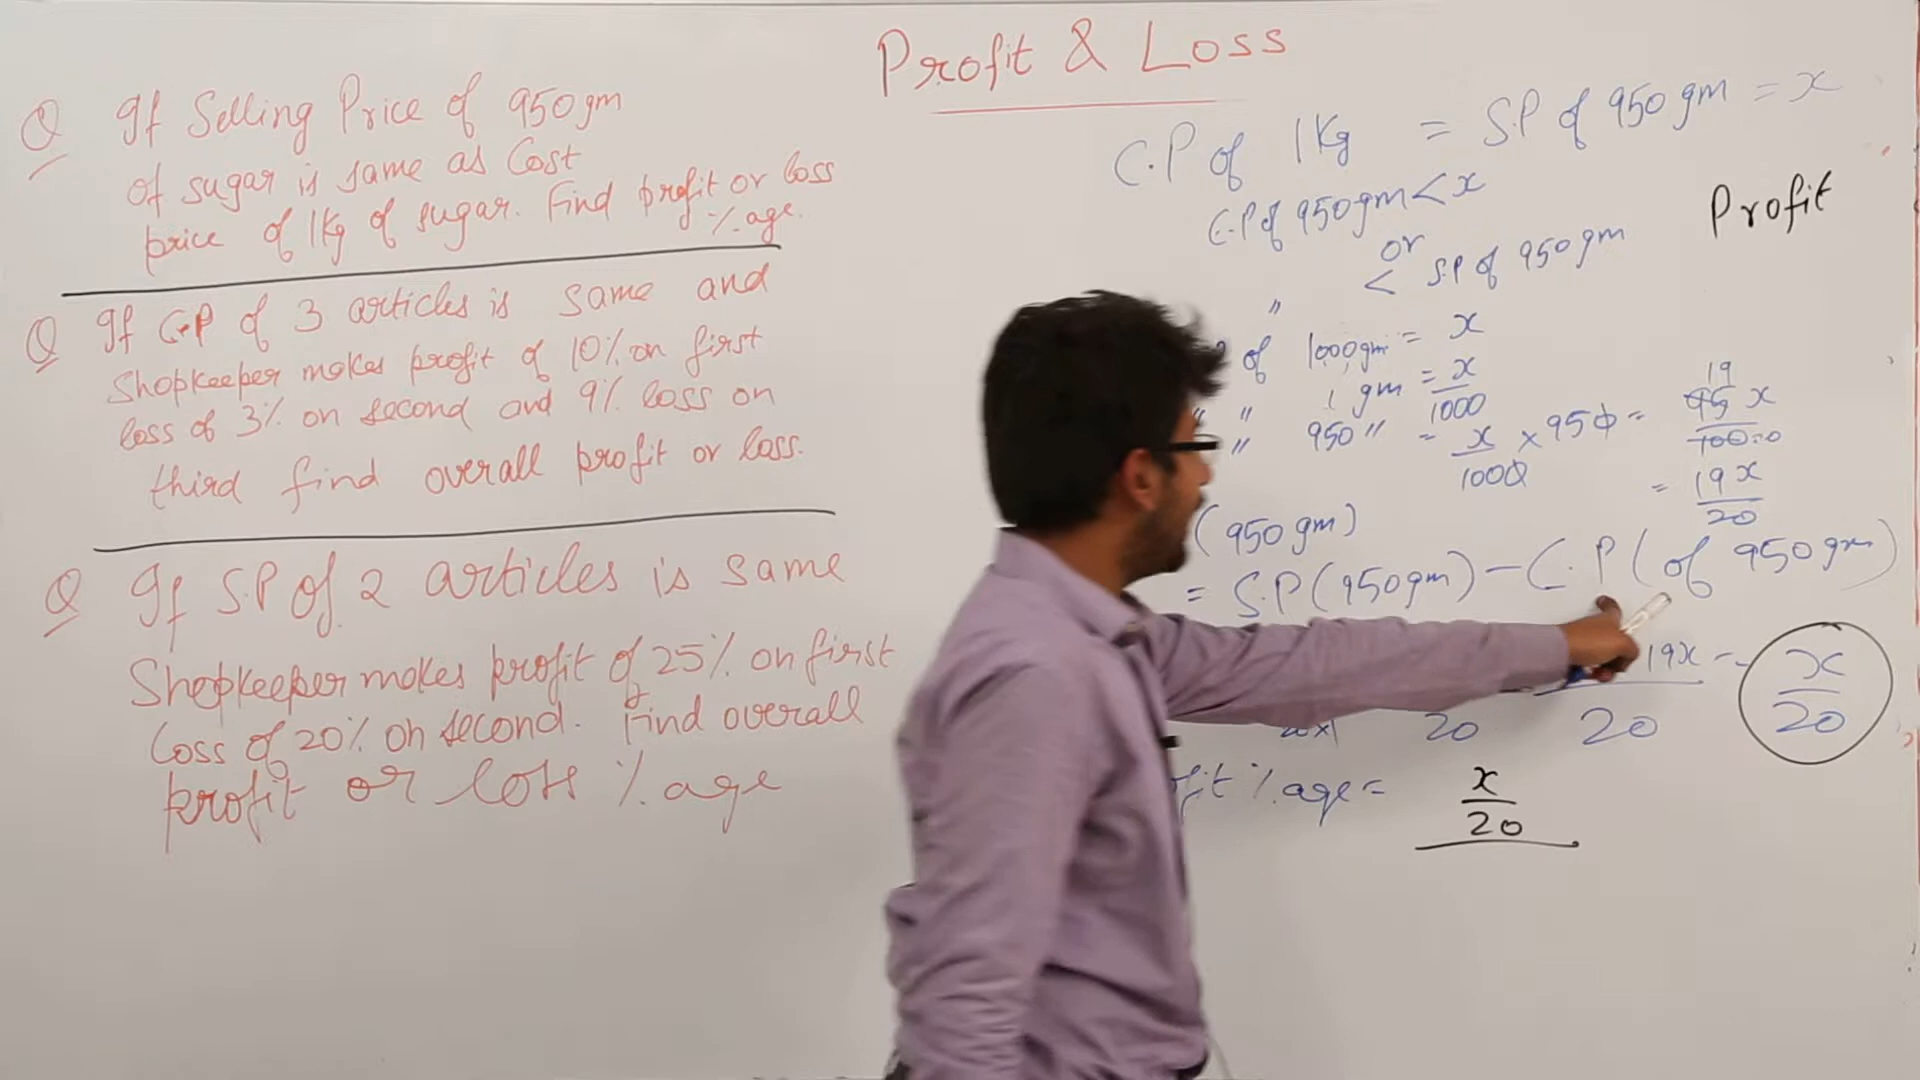 Profit & Loss
Q If Selling Price of 950gm
of sugar is same as Cost
price of 1Kg of sugar. Find profit or loss
%age.
Q If C.P of 3 articles is same and
Shopkeeper makes profit of 10% on first
loss of 3% on second and 9% loss on
third find overall profit or loss.
Q If S.P of 2 articles is same
Shopkeeper makes profit of 25% on first
Loss of 20% on second. Find overall
profit or loss %age
C.P of 1Kg = S.P of 950gm = x
C.P of 950gm < x
or
< S.P of 950gm
Profit
"
of 1000gm = x
" " 1 gm = x/1000
" 950 " = x/1000 × 950 = 19 95x/1000
= 19x/20
(950gm)
= S.P (950gm) - C.P (of 950gm)
20 19x/20 = x/20
%age = x/20